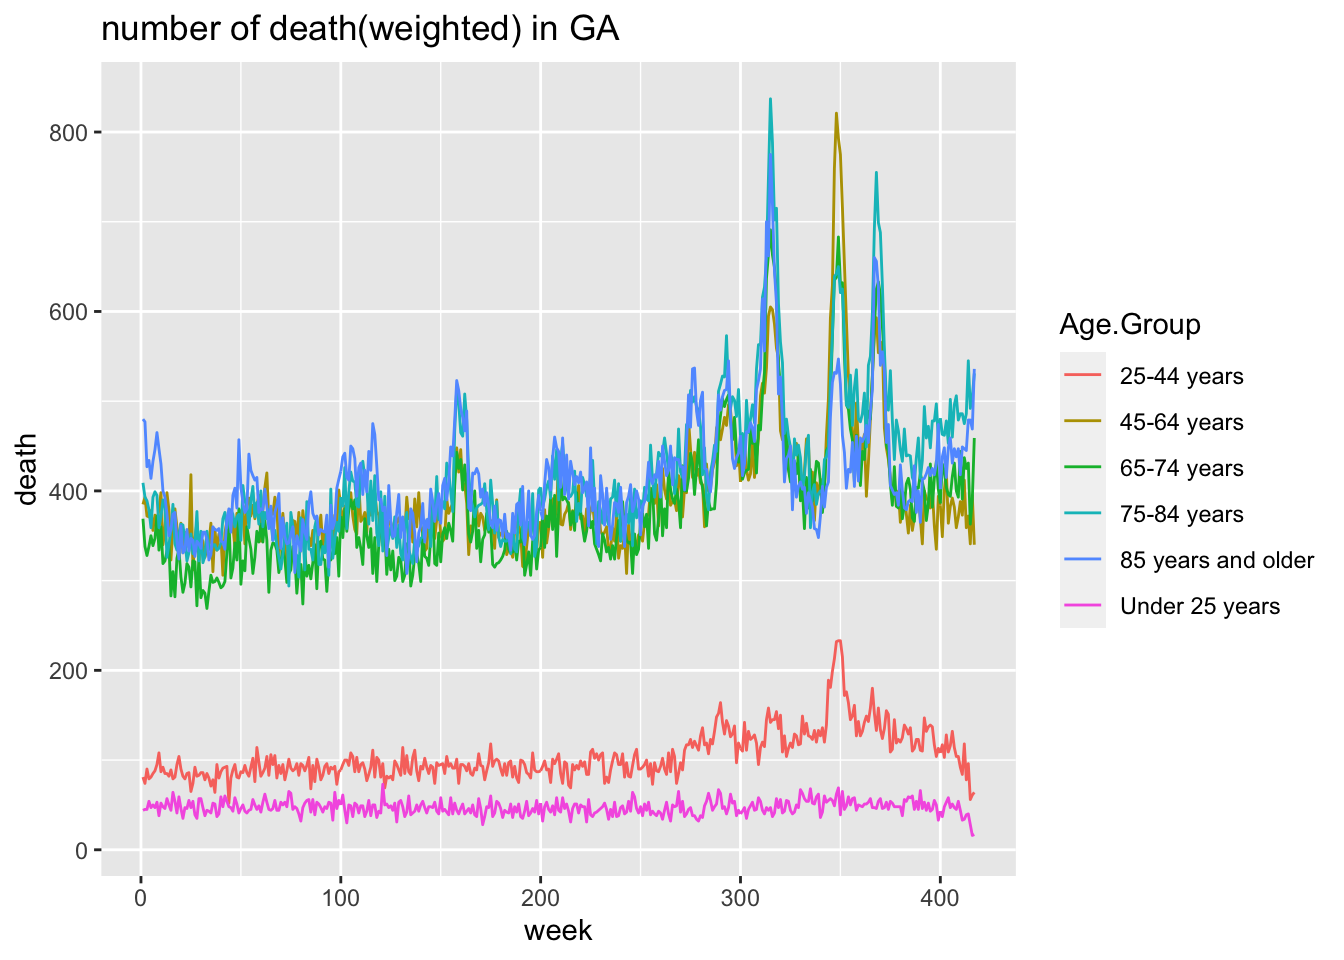 number of death(weighted) in GA
death
800
600
400
200
0
0 100 200 300 400
week
Age.Group
25-44 years
45-64 years
65-74 years
75-84 years
85 years and older
Under 25 years